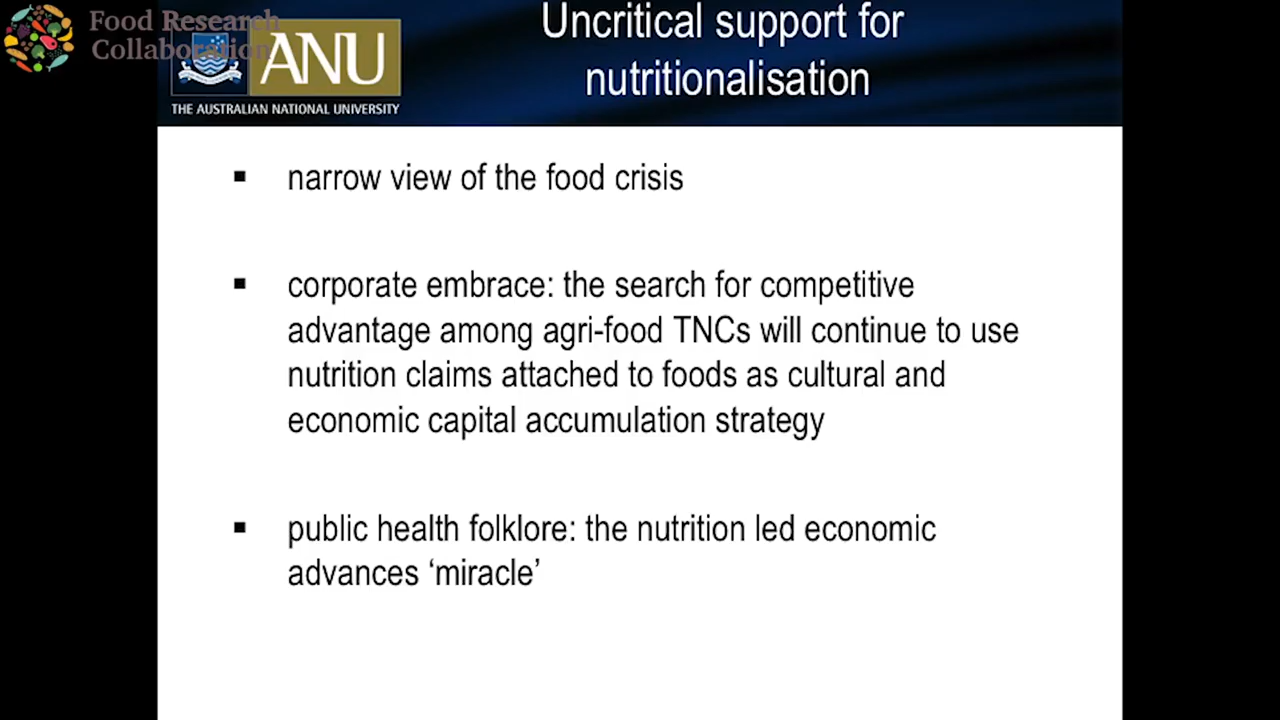 Food Research
Collaboration
ANU
THE AUSTRALIAN NATIONAL UNIVERSITY
Uncritical support for
nutritionalisation
▪ narrow view of the food crisis
▪ corporate embrace: the search for competitive
advantage among agri-food TNCs will continue to use
nutrition claims attached to foods as cultural and
economic capital accumulation strategy
▪ public health folklore: the nutrition led economic
advances ‘miracle’